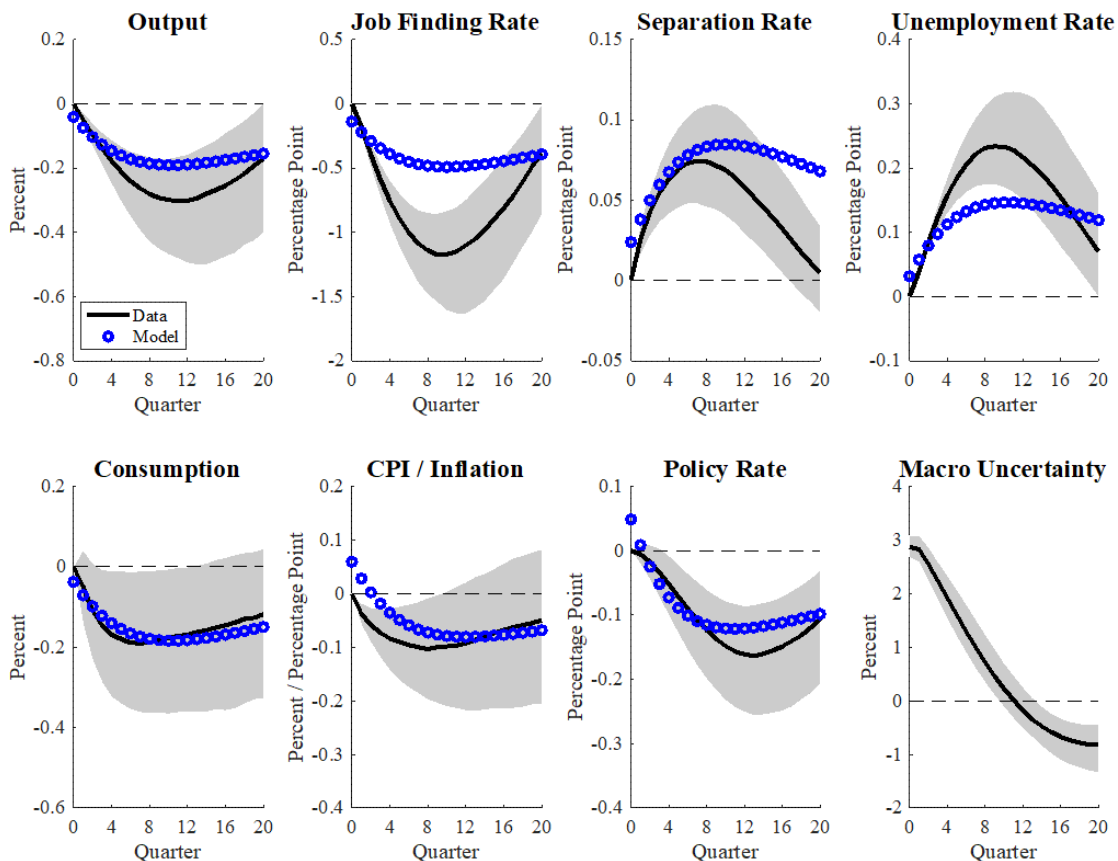 Output
Percent
0.2
0
-0.2
-0.4
-0.6
-0.8
Data
Model
0 4 8 12 16 20
Quarter
Job Finding Rate
Percentage Point
0.5
0
-0.5
-1
-1.5
-2
0 4 8 12 16 20
Quarter
Separation Rate
Percentage Point
0.15
0.1
0.05
0
-0.05
0 4 8 12 16 20
Quarter
Unemployment Rate
Percentage Point
0.4
0.3
0.2
0.1
0
-0.1
0 4 8 12 16 20
Quarter
Consumption
Percent
0.2
0
-0.2
-0.4
-0.6
0 4 8 12 16 20
Quarter
CPI / Inflation
Percent / Percentage Point
0.2
0.1
0
-0.1
-0.2
-0.3
-0.4
0 4 8 12 16 20
Quarter
Policy Rate
Percentage Point
0.1
0
-0.1
-0.2
-0.3
-0.4
0 4 8 12 16 20
Quarter
Macro Uncertainty
Percent
4
3
2
1
0
-1
-2
0 4 8 12 16 20
Quarter